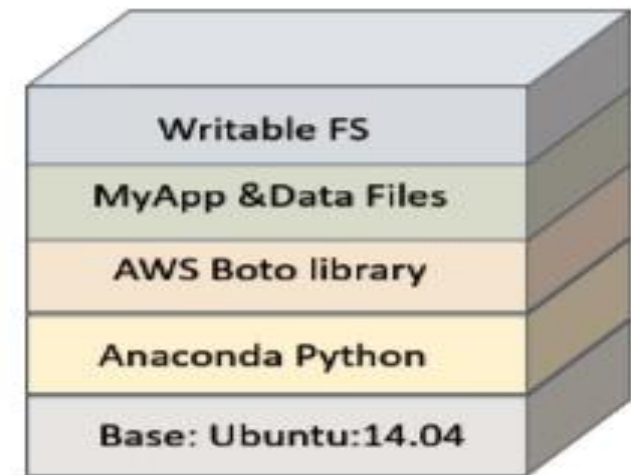 Writable FS
MyApp &Data Files
AWS Boto library
Anaconda Python
Base: Ubuntu:14.04